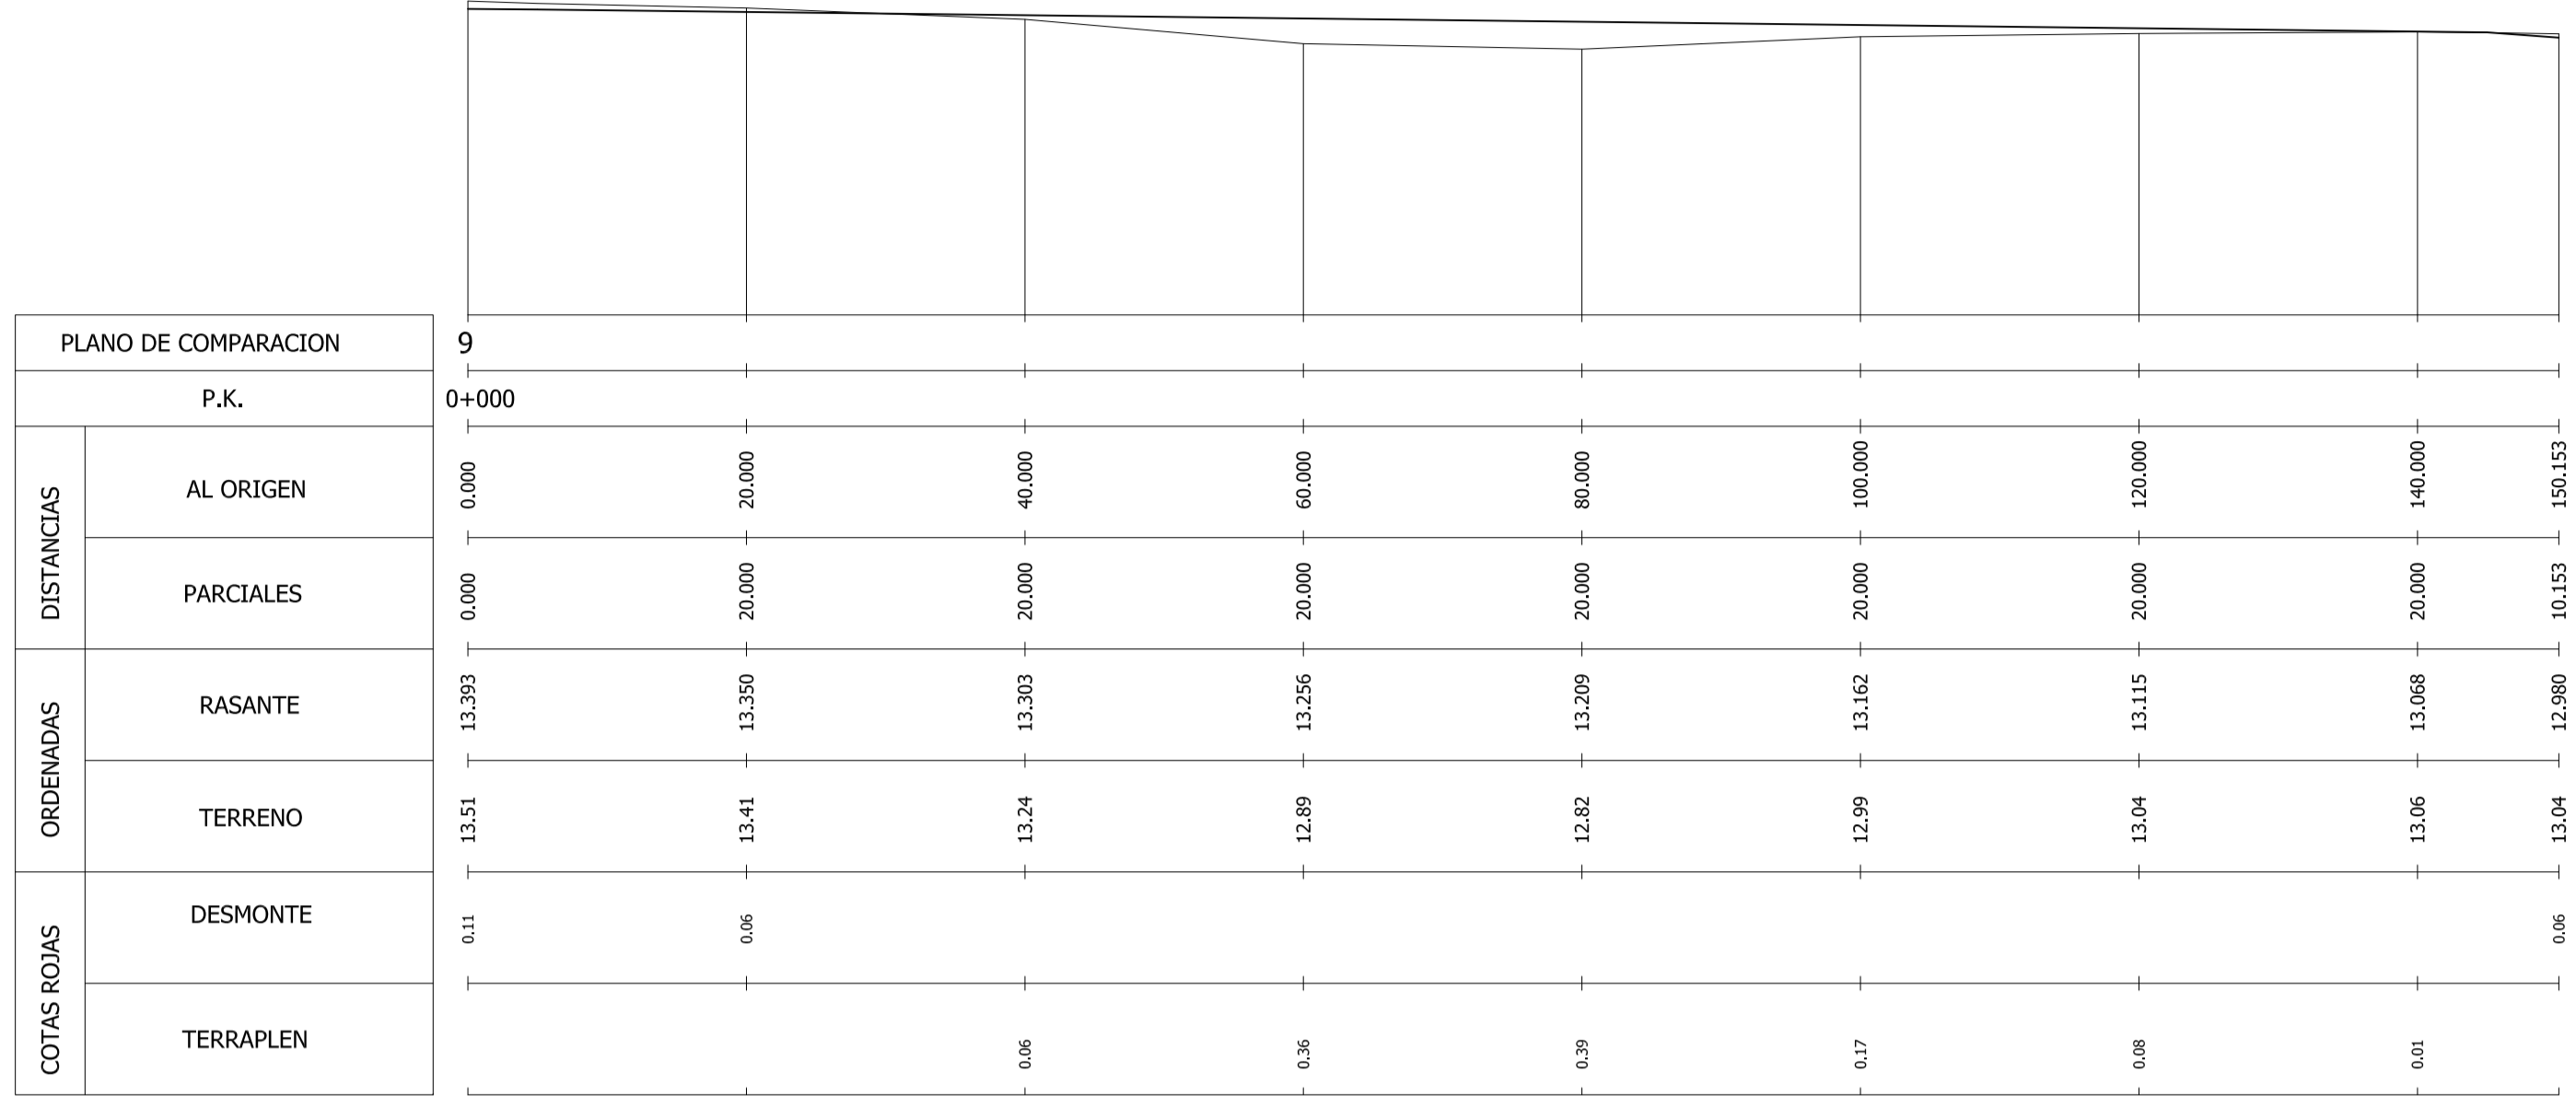 PLANO DE COMPARACION 9
P.K. 0+000
DISTANCIAS
AL ORIGEN 0.000 20.000 40.000 60.000 80.000 100.000 120.000 140.000 150.153
PARCIALES 0.000 20.000 20.000 20.000 20.000 20.000 20.000 20.000 10.153
ORDENADAS
RASANTE 13.393 13.350 13.303 13.256 13.209 13.162 13.115 13.068 12.980
TERRENO 13.51 13.41 13.24 12.89 12.82 12.99 13.04 13.06 13.04
COTAS ROJAS
DESMONTE 0.11 0.06 0.06
TERRAPLEN 0.06 0.36 0.39 0.17 0.08 0.01